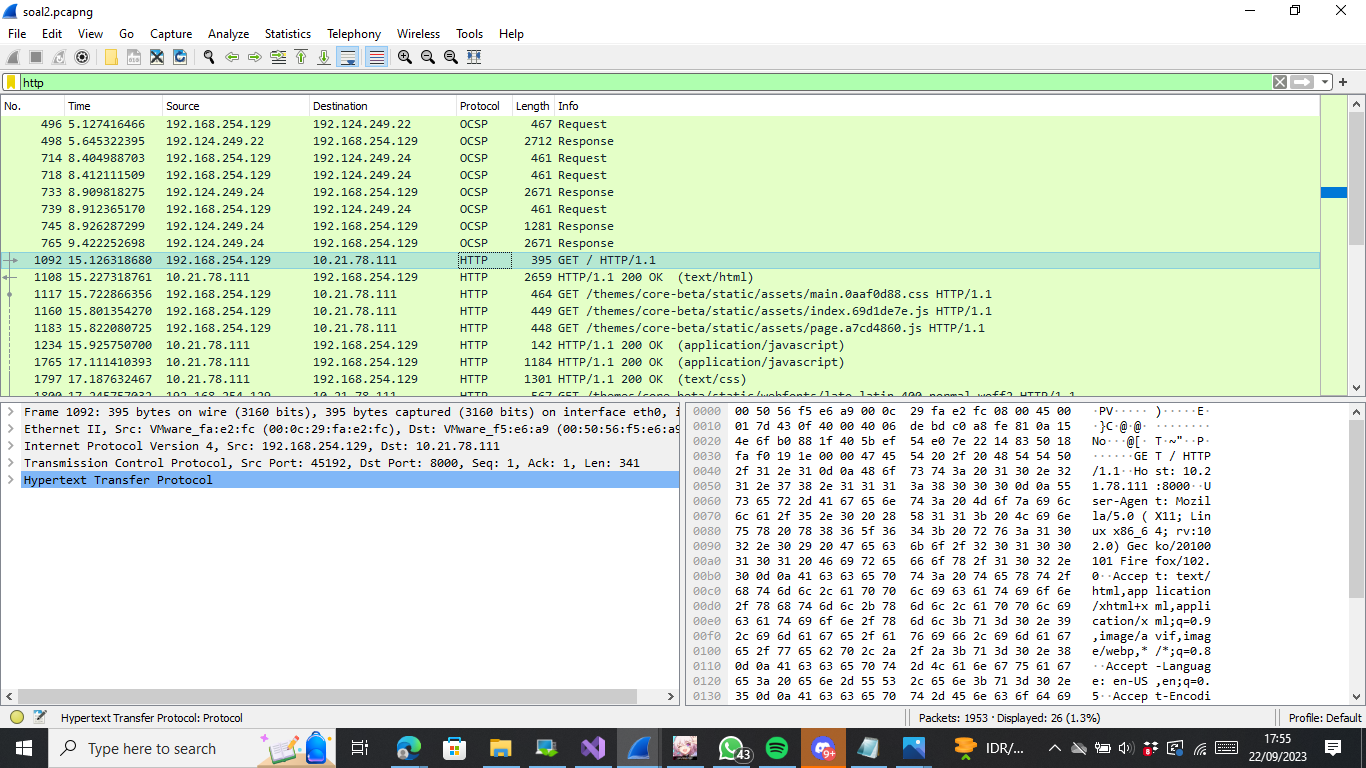 soal2.pcapng
File Edit View Go Capture Analyze Statistics Telephony Wireless Tools Help
http
No. Time Source Destination Protocol Length Info
496 5.127416466 192.168.254.129 192.124.249.22 OCSP 467 Request
498 5.645322395 192.124.249.22 192.168.254.129 OCSP 2712 Response
714 8.404988703 192.168.254.129 192.124.249.24 OCSP 461 Request
718 8.412111509 192.168.254.129 192.124.249.24 OCSP 461 Request
733 8.909818275 192.124.249.24 192.168.254.129 OCSP 2671 Response
739 8.912365170 192.168.254.129 192.124.249.24 OCSP 461 Request
745 8.926287299 192.124.249.24 192.168.254.129 OCSP 1281 Response
765 9.422252698 192.124.249.24 192.168.254.129 OCSP 2671 Response
1092 15.126318680 192.168.254.129 10.21.78.111 HTTP 395 GET / HTTP/1.1
1108 15.227318761 10.21.78.111 192.168.254.129 HTTP 2659 HTTP/1.1 200 OK (text/html)
1117 15.722866356 192.168.254.129 10.21.78.111 HTTP 464 GET /themes/core-beta/static/assets/main.0aaf0d88.css HTTP/1.1
1160 15.801354270 192.168.254.129 10.21.78.111 HTTP 449 GET /themes/core-beta/static/assets/index.69d1de7e.js HTTP/1.1
1183 15.822080725 192.168.254.129 10.21.78.111 HTTP 448 GET /themes/core-beta/static/assets/page.a7cd4860.js HTTP/1.1
1234 15.925750700 10.21.78.111 192.168.254.129 HTTP 142 HTTP/1.1 200 OK (application/javascript)
1765 17.111410393 10.21.78.111 192.168.254.129 HTTP 1184 HTTP/1.1 200 OK (application/javascript)
1797 17.187632467 10.21.78.111 192.168.254.129 HTTP 1301 HTTP/1.1 200 OK (text/css)
Frame 1092: 395 bytes on wire (3160 bits), 395 bytes captured (3160 bits) on interface eth0, i
Ethernet II, Src: VMware_fa:e2:fc (00:0c:29:fa:e2:fc), Dst: VMware_f5:e6:a9 (00:50:56:f5:e6:a9
Internet Protocol Version 4, Src: 192.168.254.129, Dst: 10.21.78.111
Transmission Control Protocol, Src Port: 45192, Dst Port: 8000, Seq: 1, Ack: 1, Len: 341
Hypertext Transfer Protocol
0000 00 50 56 f5 e6 a9 00 0c 29 fa e2 fc 08 00 45 00 ·PV····· )·····E·
0010 01 7d 43 0f 40 00 40 06 de bd c0 a8 fe 81 0a 15 ·}C·@·@· ········
0020 4e 6f b0 88 1f 40 5b ef 54 e0 7e 22 14 83 50 18 No···@[· T·~"··P·
0030 fa f0 19 1e 00 00 47 45 54 20 2f 20 48 54 54 50 ······GE T / HTTP
0040 2f 31 2e 31 0d 0a 48 6f 73 74 3a 20 31 30 2e 32 /1.1··Ho st: 10.2
0050 31 2e 37 38 2e 31 31 31 3a 38 30 30 30 0d 0a 55 1.78.111 :8000··U
0060 73 65 72 2d 41 67 65 6e 74 3a 20 4d 6f 7a 69 6c ser-Agen t: Mozil
0070 6c 61 2f 35 2e 30 20 28 58 31 31 3b 20 4c 69 6e la/5.0 ( X11; Lin
0080 75 78 20 78 38 36 5f 36 34 3b 20 72 76 3a 31 30 ux x86_6 4; rv:10
0090 32 2e 30 29 20 47 65 63 6b 6f 2f 32 30 31 30 30 2.0) Gec ko/20100
00a0 31 30 31 20 46 69 72 65 66 6f 78 2f 31 30 32 2e 101 Fire fox/102.
00b0 30 0d 0a 41 63 63 65 70 74 3a 20 74 65 78 74 2f 0··Accep t: text/
00c0 68 74 6d 6c 2c 61 70 70 6c 69 63 61 74 69 6f 6e html,app lication
00d0 2f 78 68 74 6d 6c 2b 78 6d 6c 2c 61 70 70 6c 69 /xhtml+x ml,appli
00e0 63 61 74 69 6f 6e 2f 78 6d 6c 3b 71 3d 30 2e 39 cation/x ml;q=0.9
00f0 2c 69 6d 61 67 65 2f 61 76 69 66 2c 69 6d 61 67 ,image/a vif,imag
0100 65 2f 77 65 62 70 2c 2a 2f 2a 3b 71 3d 30 2e 38 e/webp,* /*;q=0.8
0110 0d 0a 41 63 63 65 70 74 2d 4c 61 6e 67 75 61 67 ··Accept -Languag
0120 65 3a 20 65 6e 2d 55 53 2c 65 6e 3b 71 3d 30 2e e: en-US ,en;q=0.
0130 35 0d 0a 41 63 63 65 70 74 2d 45 6e 63 6f 64 69 5··Accep t-Encodi
Hypertext Transfer Protocol: Protocol
Packets: 1953 · Displayed: 26 (1.3%)
Profile: Default
Type here to search
43
9+
IDR/...
17:55
22/09/2023